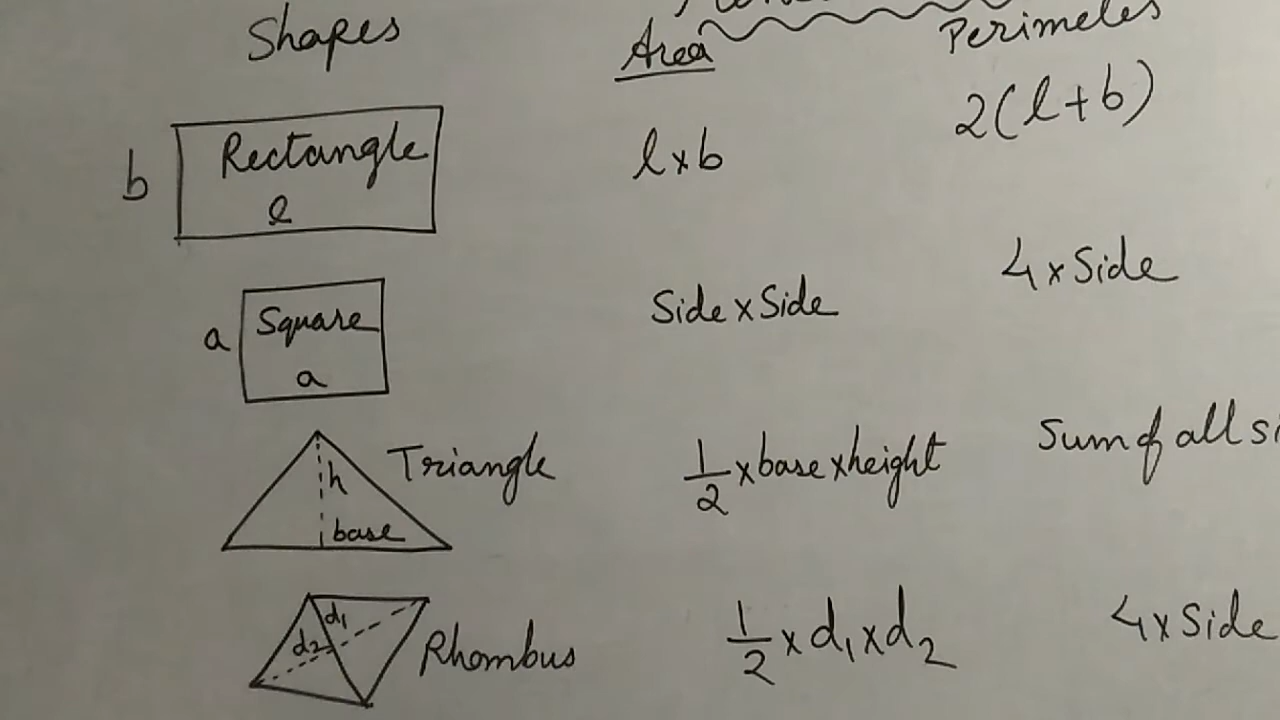 Shapes Area Perimeter
b Rectangle l l x b 2(l+b)
a Square a Side x Side 4 x Side
h base Triangle 1/2 x base x height Sum of all si
d1 d2 Rhombus 1/2 x d1 x d2 4 x Side